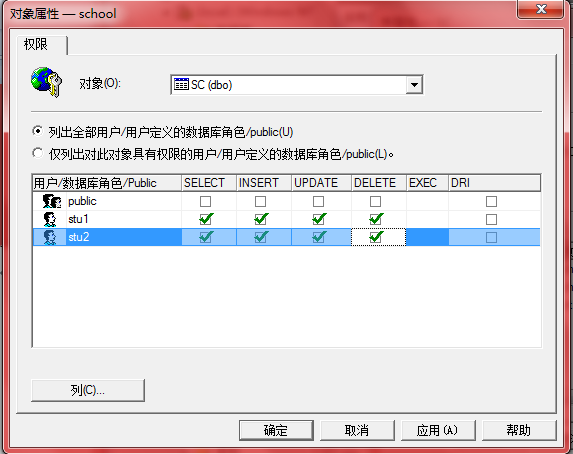 对象属性 — school
权限
对象(O):
SC (dbo)
列出全部用户/用户定义的数据库角色/public(U)
仅列出对此对象具有权限的用户/用户定义的数据库角色/public(L)。
用户/数据库角色/Public SELECT INSERT UPDATE DELETE EXEC DRI
public
stu1
stu2
列(C)...
确定 取消 应用(A) 帮助